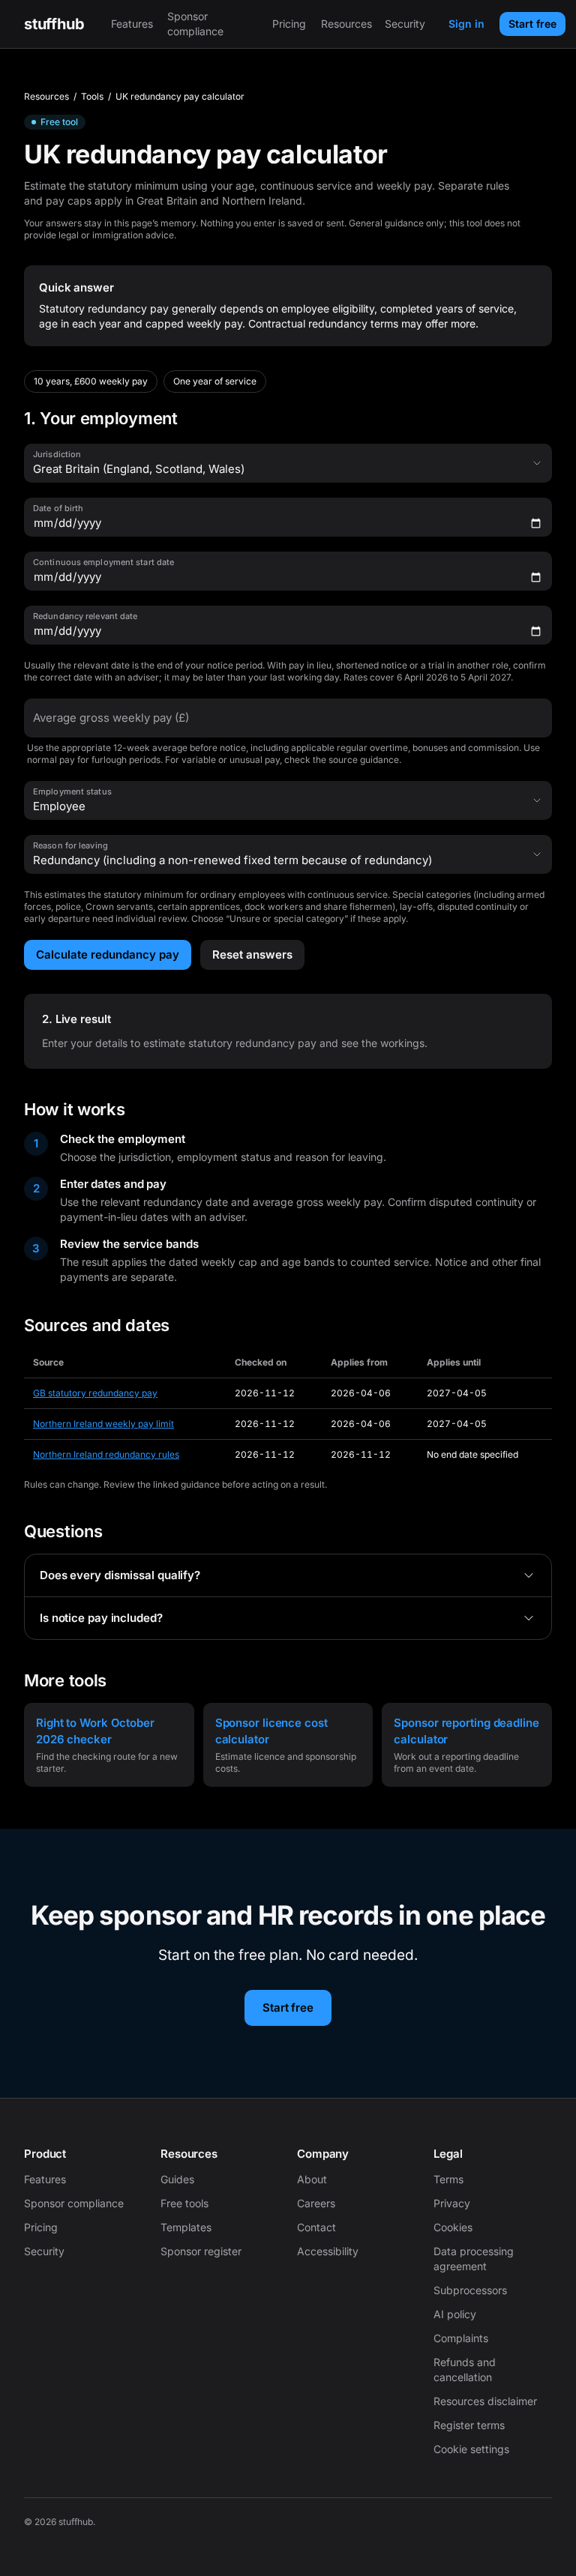 stuffhub
Features
Sponsor
compliance
Pricing
Resources
Security
Sign in
Start free
Resources / Tools / UK redundancy pay calculator
Free tool
UK redundancy pay calculator
Estimate the statutory minimum using your age, continuous service and weekly pay. Separate rules
and pay caps apply in Great Britain and Northern Ireland.
Your answers stay in this page's memory. Nothing you enter is saved or sent. General guidance only; this tool does not
provide legal or immigration advice.
Quick answer
Statutory redundancy pay generally depends on employee eligibility, completed years of service,
age in each year and capped weekly pay. Contractual redundancy terms may offer more.
10 years, £600 weekly pay
One year of service
1. Your employment
Jurisdiction
Great Britain (England, Scotland, Wales)
Date of birth
mm/dd/yyyy
Continuous employment start date
mm/dd/yyyy
Redundancy relevant date
mm/dd/yyyy
Usually the relevant date is the end of your notice period. With pay in lieu, shortened notice or a trial in another role, confirm
the correct date with an adviser; it may be later than your last working day. Rates cover 6 April 2026 to 5 April 2027.
Average gross weekly pay (£)
Use the appropriate 12-week average before notice, including applicable regular overtime, bonuses and commission. Use
normal pay for furlough periods. For variable or unusual pay, check the source guidance.
Employment status
Employee
Reason for leaving
Redundancy (including a non-renewed fixed term because of redundancy)
This estimates the statutory minimum for ordinary employees with continuous service. Special categories (including armed
forces, police, Crown servants, certain apprentices, dock workers and share fishermen), lay-offs, disputed continuity or
early departure need individual review. Choose “Unsure or special category” if these apply.
Calculate redundancy pay
Reset answers
2. Live result
Enter your details to estimate statutory redundancy pay and see the workings.
How it works
1
Check the employment
Choose the jurisdiction, employment status and reason for leaving.
2
Enter dates and pay
Use the relevant redundancy date and average gross weekly pay. Confirm disputed continuity or
payment-in-lieu dates with an adviser.
3
Review the service bands
The result applies the dated weekly cap and age bands to counted service. Notice and other final
payments are separate.
Sources and dates
Source Checked on Applies from Applies until
GB statutory redundancy pay 2026-11-12 2026-04-06 2027-04-05
Northern Ireland weekly pay limit 2026-11-12 2026-04-06 2027-04-05
Northern Ireland redundancy rules 2026-11-12 2026-11-12 No end date specified
Rules can change. Review the linked guidance before acting on a result.
Questions
Does every dismissal qualify?
Is notice pay included?
More tools
Right to Work October
2026 checker
Find the checking route for a new
starter.
Sponsor licence cost
calculator
Estimate licence and sponsorship
costs.
Sponsor reporting deadline
calculator
Work out a reporting deadline
from an event date.
Keep sponsor and HR records in one place
Start on the free plan. No card needed.
Start free
Product
Features
Sponsor compliance
Pricing
Security
Resources
Guides
Free tools
Templates
Sponsor register
Company
About
Careers
Contact
Accessibility
Legal
Terms
Privacy
Cookies
Data processing
agreement
Subprocessors
AI policy
Complaints
Refunds and
cancellation
Resources disclaimer
Register terms
Cookie settings
© 2026 stuffhub.